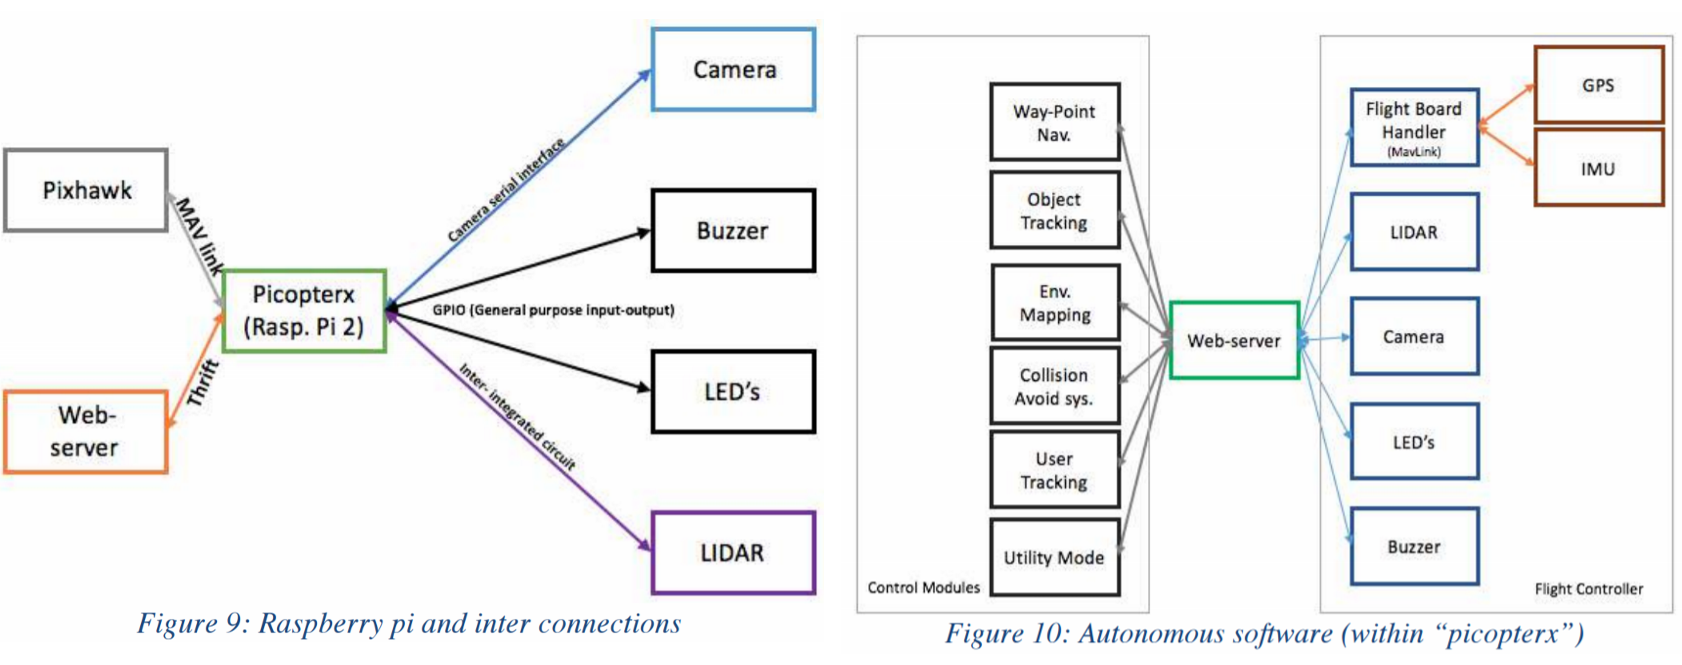 Camera
Pixhawk
MAV link
Camera serial interface
Buzzer
Picopterx
(Rasp. Pi 2)
GPIO (General purpose input-output)
Thrift
Inter- integrated circuit
Web-
server
LED’s
LIDAR
Figure 9: Raspberry pi and inter connections
Way-Point
Nav.
Object
Tracking
Env.
Mapping
Collision
Avoid sys.
User
Tracking
Utility Mode
Control Modules
Web-server
Flight Board
Handler
(MavLink)
GPS
IMU
LIDAR
Camera
LED’s
Buzzer
Flight Controller
Figure 10: Autonomous software (within “picopterx”)